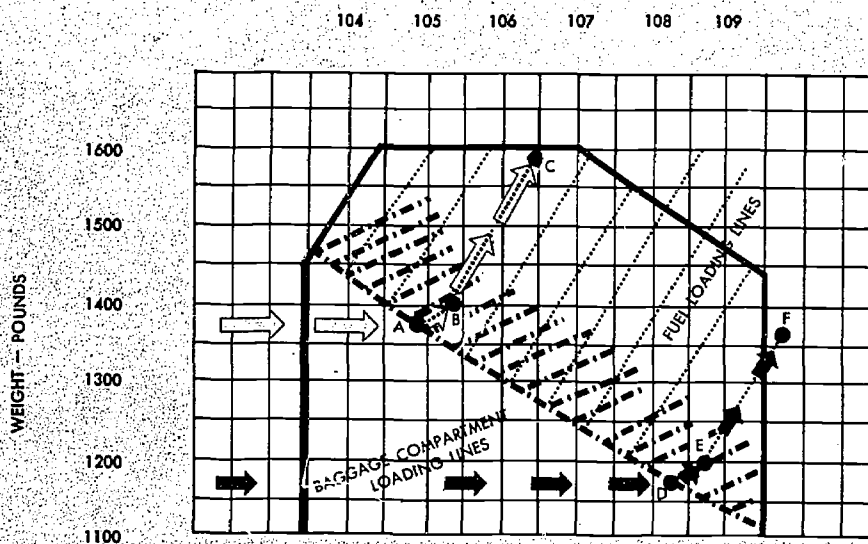 104 105 106 107 108 109
1600
1500
1400
1300
1200
1100
WEIGHT — POUNDS
C
A
B
FUEL LOADING LINES
F
E
D
BAGGAGE COMPARTMENT
LOADING LINES